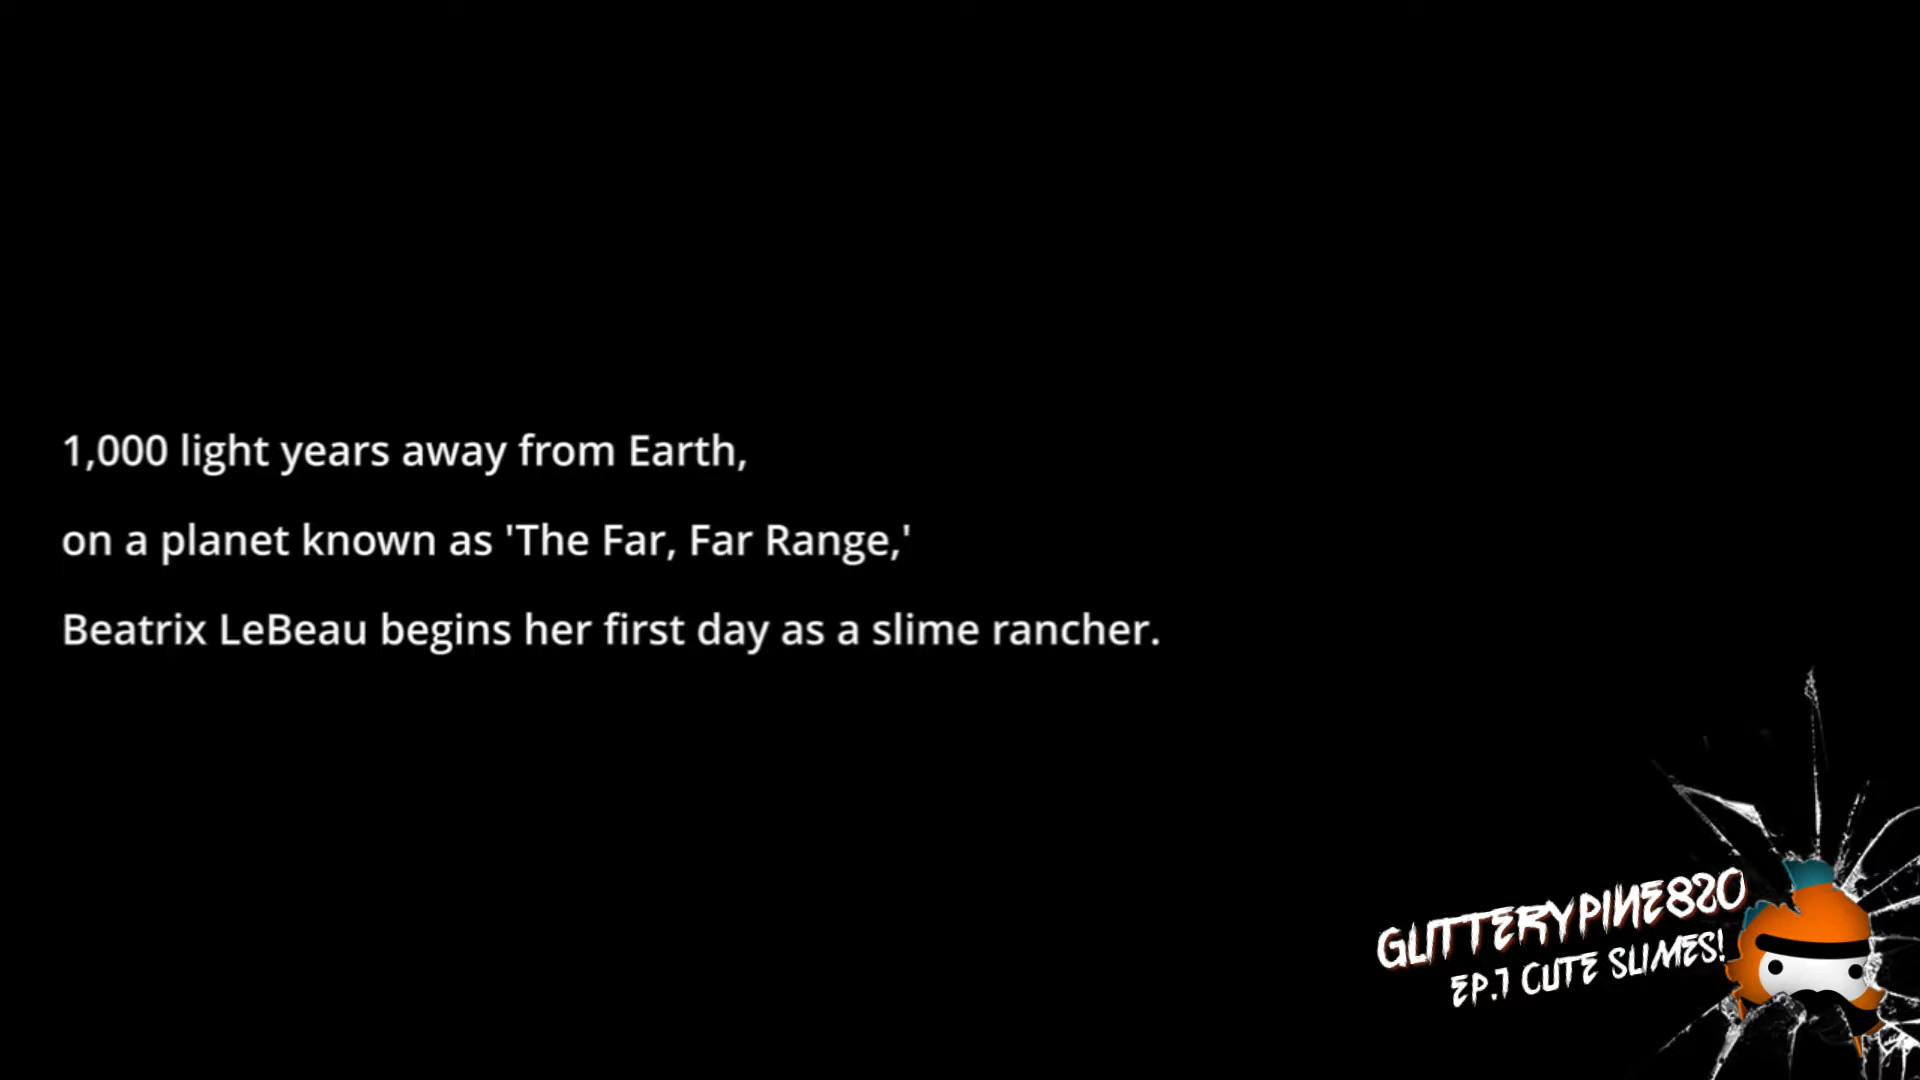 1,000 light years away from Earth,
on a planet known as 'The Far, Far Range,'
Beatrix LeBeau begins her first day as a slime rancher.
GLITTERYPINE820
EP.1 CUTE SLIMES!